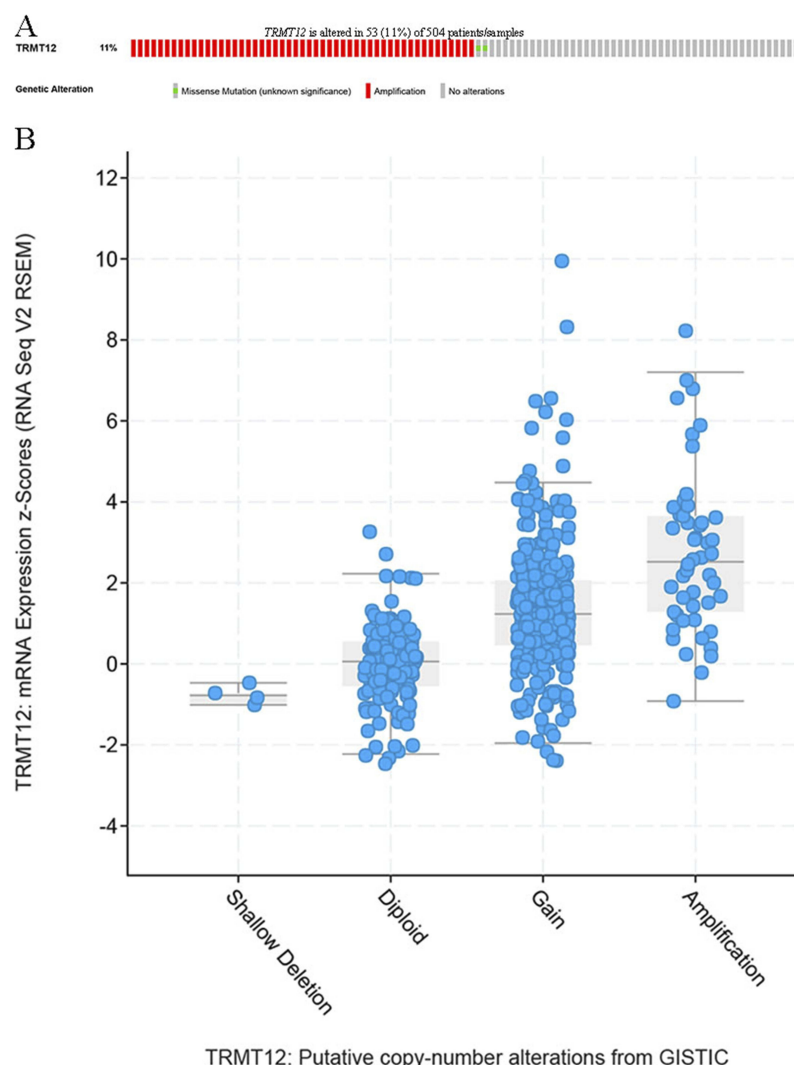 A
TRMT12 is altered in 53 (11%) of 504 patients/samples
TRMT12 11%
Genetic Alteration Missense Mutation (unknown significance) Amplification No alterations
B
TRMT12: mRNA Expression z-Scores (RNA Seq V2 RSEM)
12
10
8
6
4
2
0
-2
-4
Shallow Deletion
Diploid
Gain
Amplification
TRMT12: Putative copy-number alterations from GISTIC